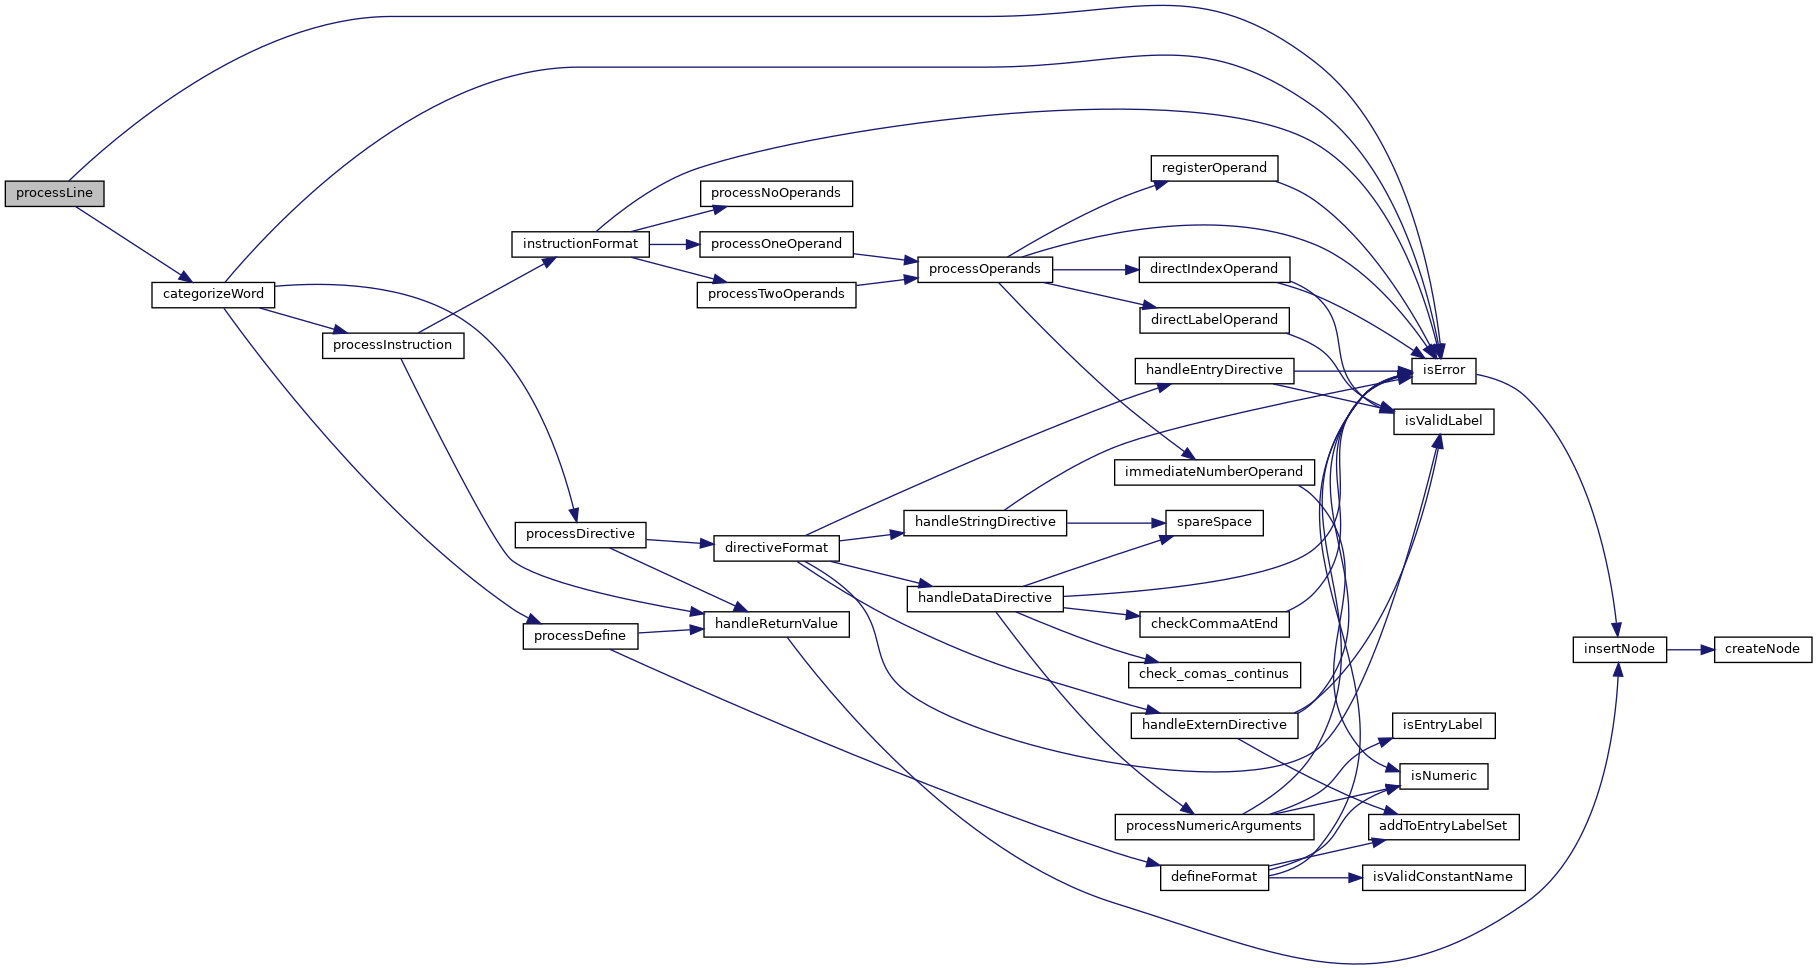 processLine
categorizeWord
processInstruction
instructionFormat
processNoOperands
processOneOperand
processTwoOperands
processOperands
registerOperand
directIndexOperand
directLabelOperand
handleEntryDirective
immediateNumberOperand
isError
isValidLabel
processDirective
directiveFormat
handleStringDirective
spareSpace
handleDataDirective
checkCommaAtEnd
check_comas_continus
processDefine
handleReturnValue
handleExternDirective
processNumericArguments
defineFormat
isEntryLabel
isNumeric
addToEntryLabelSet
isValidConstantName
insertNode
createNode